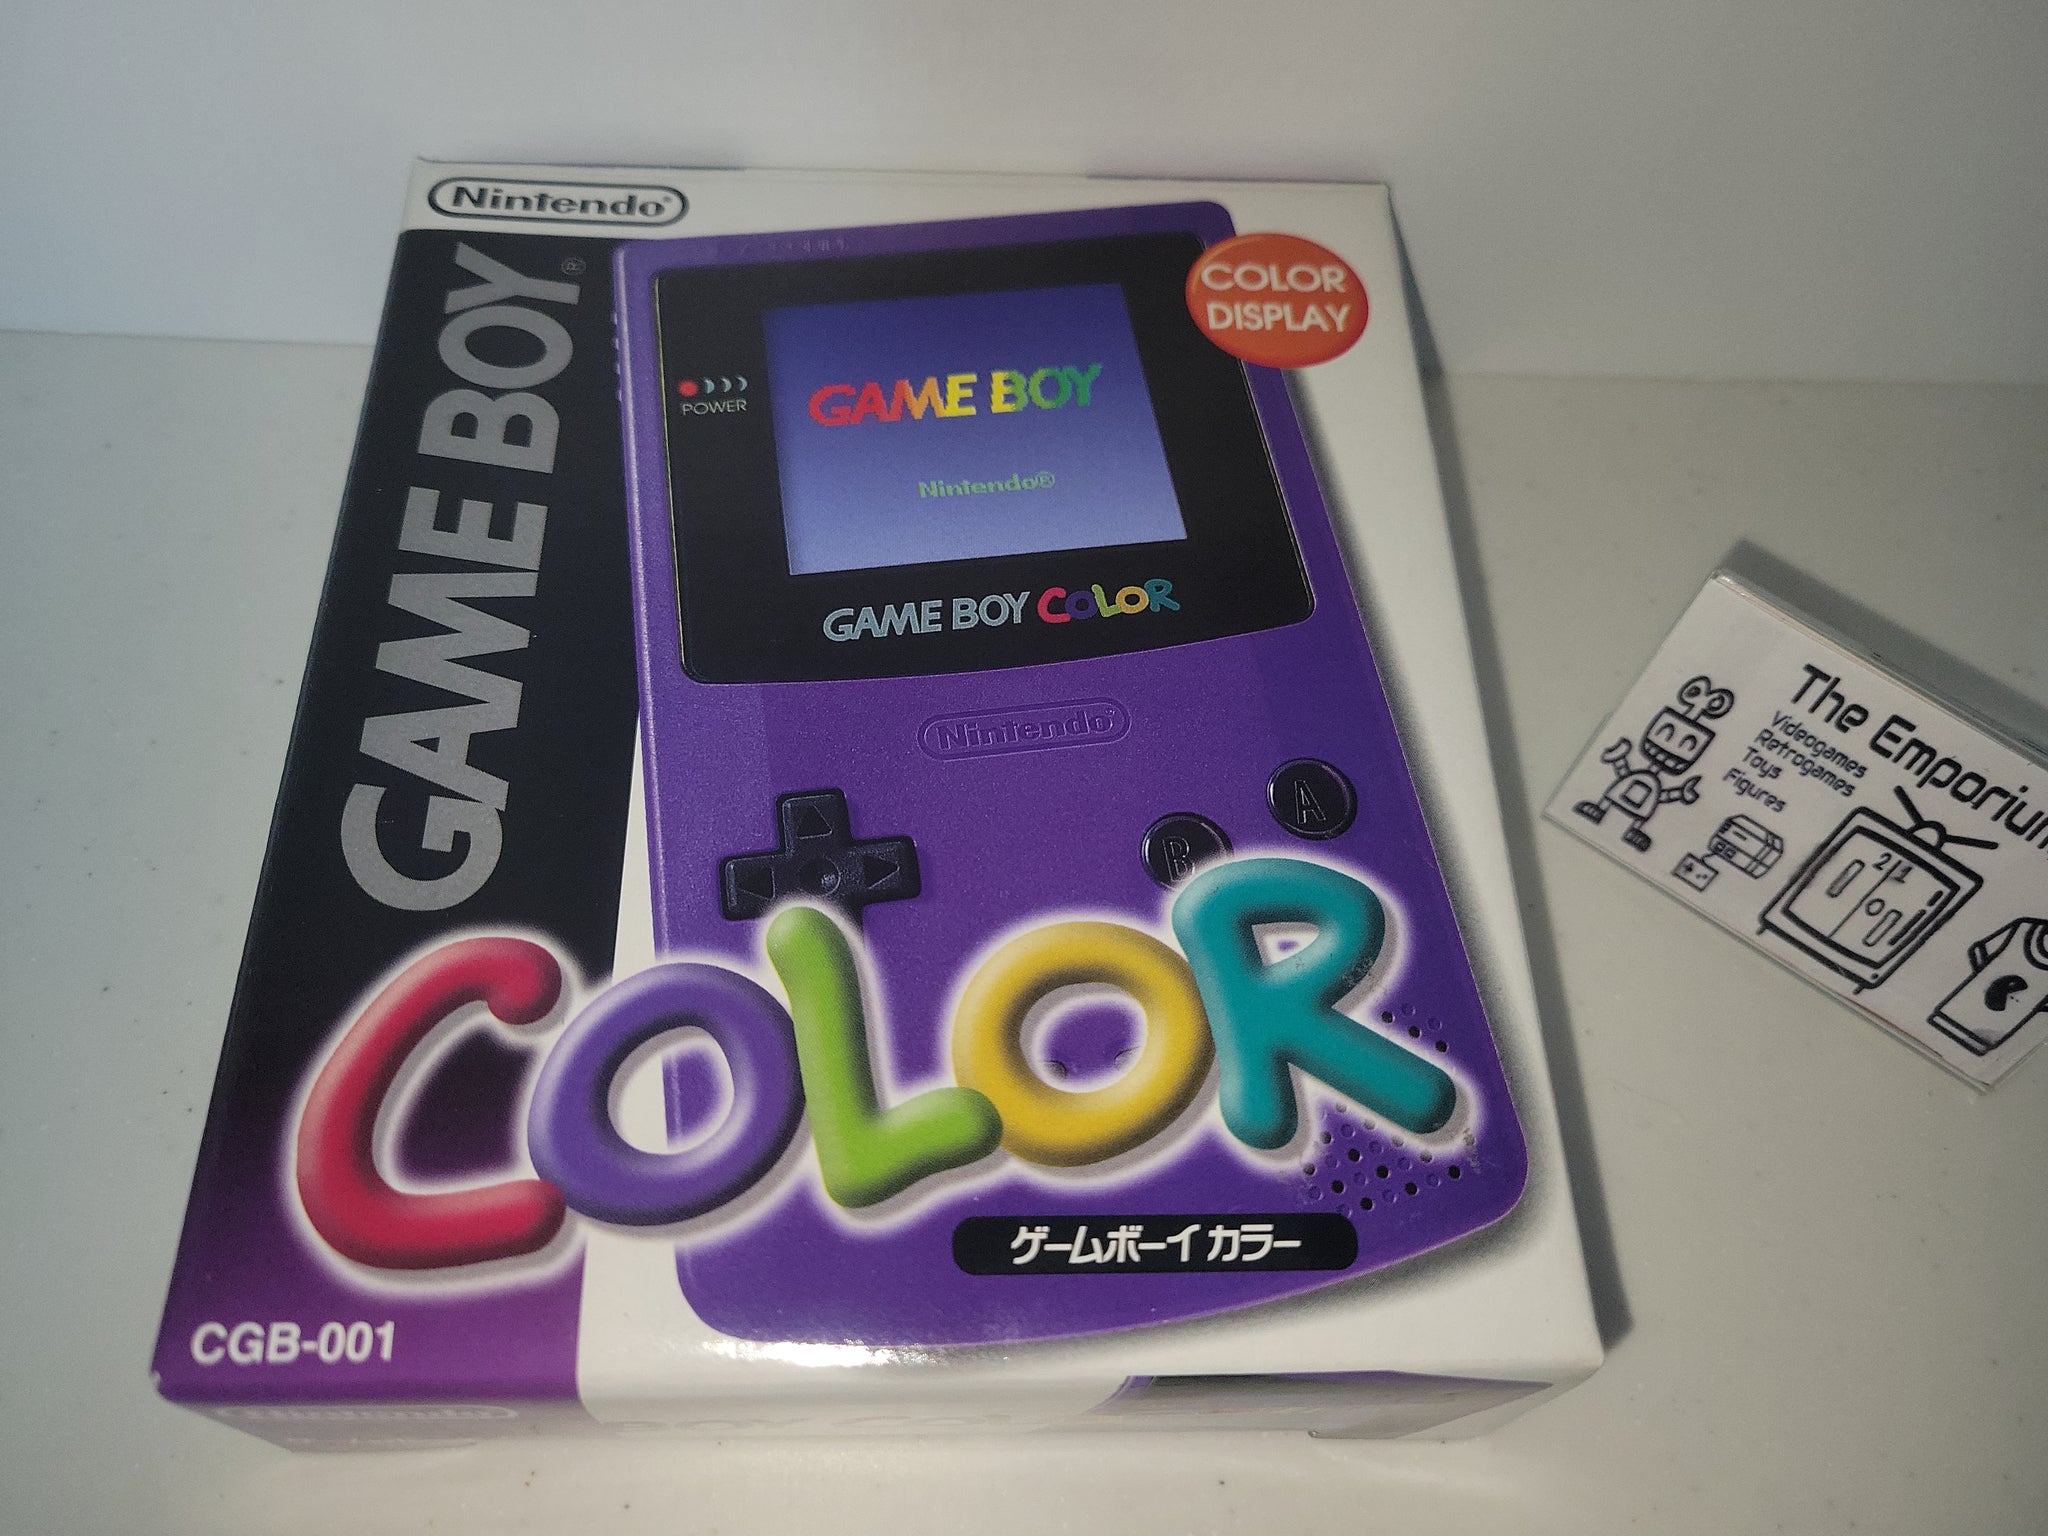 Nintendo®
GAME BOY®
COLOR
DISPLAY
POWER
GAME BOY
Nintendo®
GAME BOY COLOR
Nintendo®
A
B
COLOR
ゲームボーイ カラー
CGB-001
The Emporium
Videogames
Retrogames
Toys
Figures
21